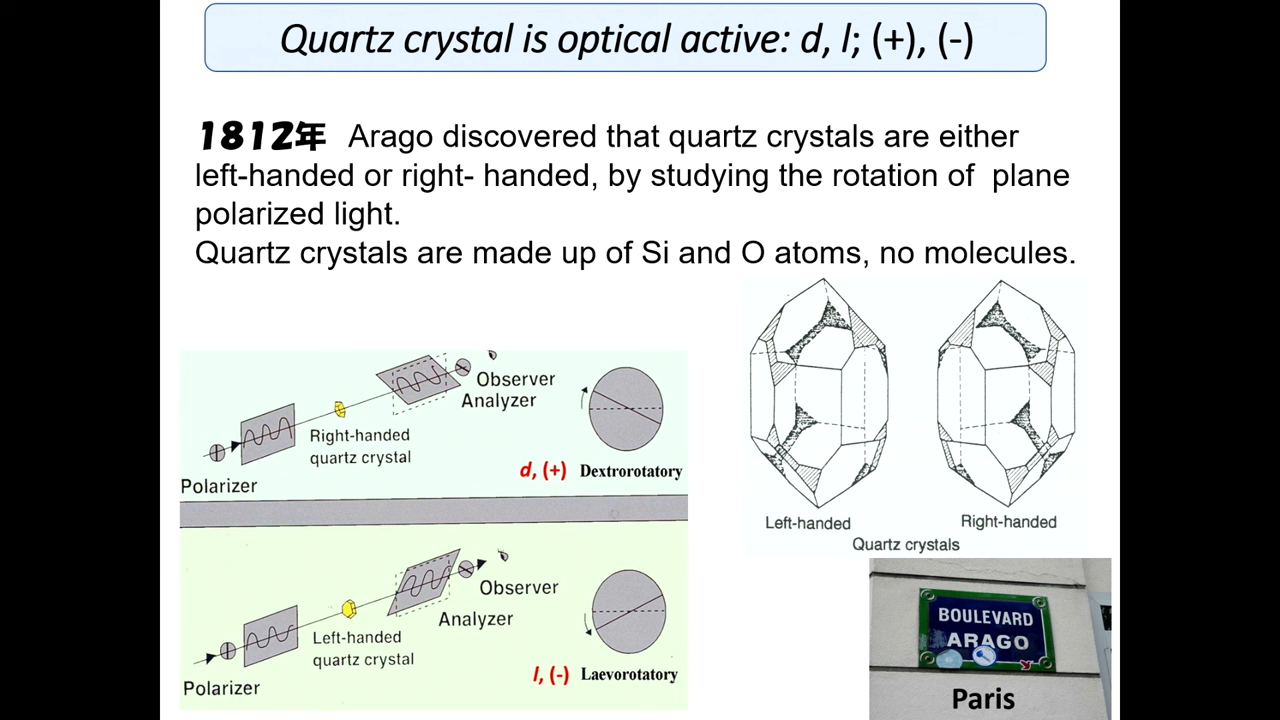 Quartz crystal is optical active: d, l; (+), (-)
1812年 Arago discovered that quartz crystals are either
left-handed or right- handed, by studying the rotation of plane
polarized light.
Quartz crystals are made up of Si and O atoms, no molecules.
Observer
Analyzer
Right-handed
quartz crystal
Polarizer
d, (+) Dextrorotatory
Observer
Analyzer
Left-handed
quartz crystal
Polarizer
l, (-) Laevorotatory
Left-handed
Right-handed
Quartz crystals
BOULEVARD
ARAGO
Paris